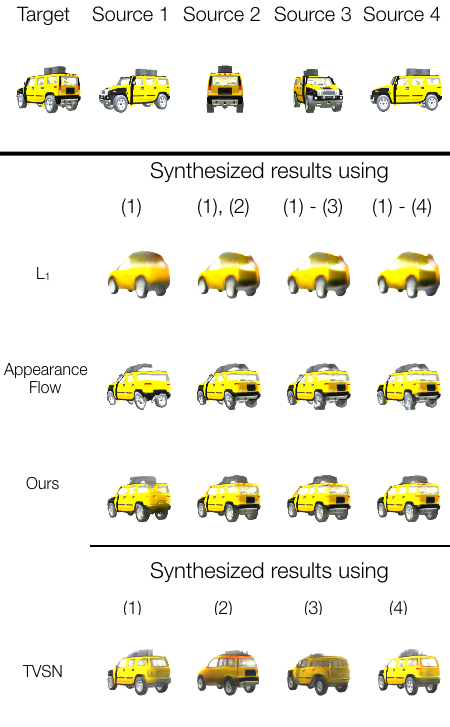 Target Source 1 Source 2 Source 3 Source 4
Synthesized results using
(1) (1), (2) (1) - (3) (1) - (4)
L₁
Appearance
Flow
Ours
Synthesized results using
(1) (2) (3) (4)
TVSN